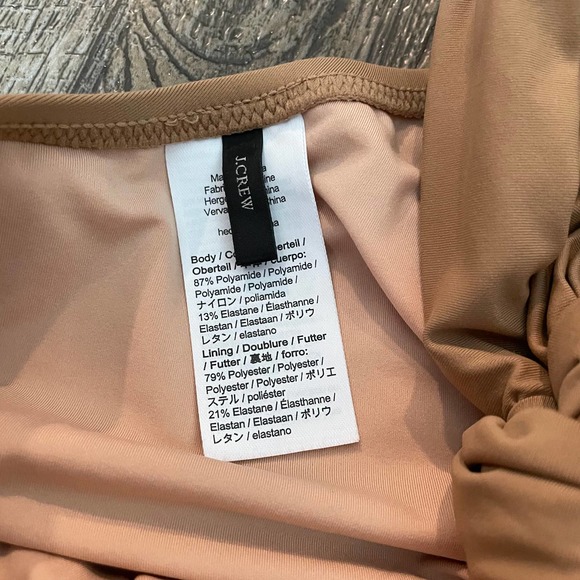 J.CREW
Body / Co
Oberteil / cuerpo:
87% Polyamide / Polyamide /
Polyamide / Polyamide /
ナイロン / poliamida
13% Elastane / Élasthanne /
Elastan / Elastaan / ポリウ
レタン / elastano
Lining / Doublure / Futter
/ Futter / 裏地 / forro:
79% Polyester / Polyester /
Polyester / Polyester / ポリエ
ステル / poliéster
21% Elastane / Élasthanne /
Elastan / Elastaan / ポリウ
レタン / elastano